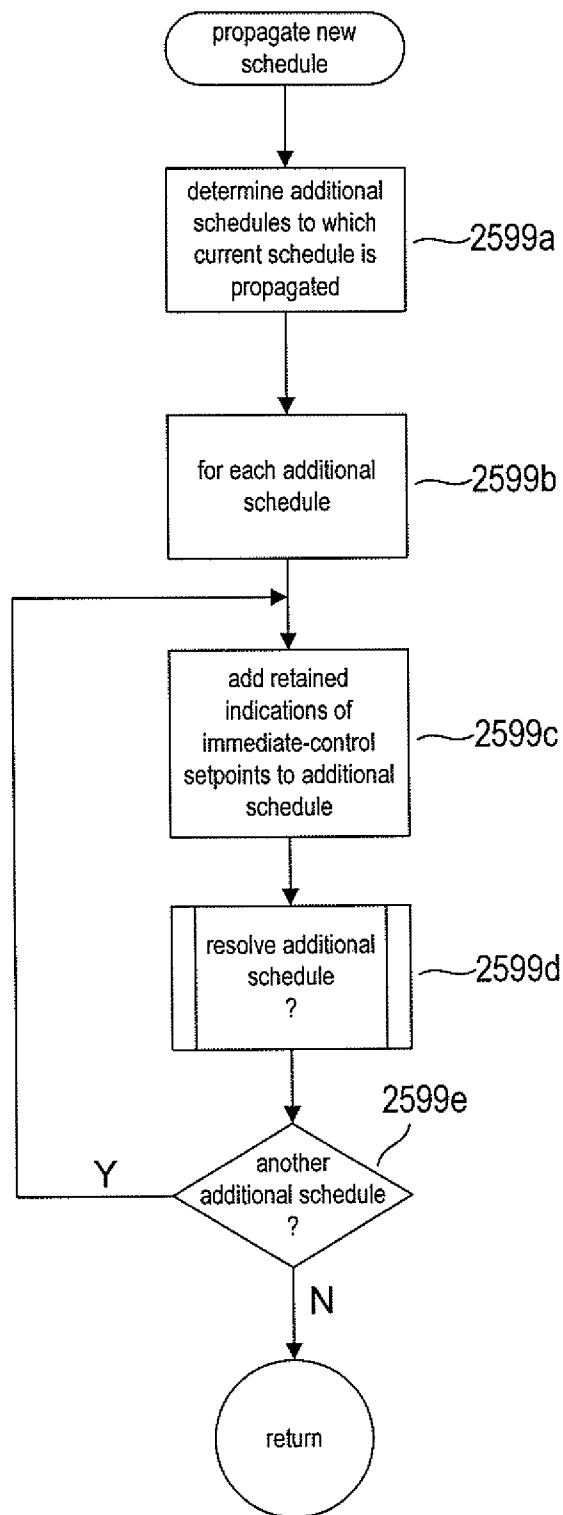 propagate new
schedule
determine additional
schedules to which
current schedule is
propagated
2599a
for each additional
schedule
2599b
add retained
indications of
immediate-control
setpoints to additional
schedule
2599c
resolve additional
schedule
?
2599d
2599e
another
additional schedule
?
Y
N
return